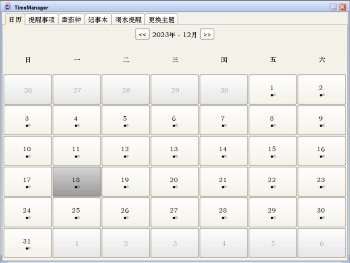 TimeManager
日历 提醒事项 番茄钟 记事本 喝水提醒 更换主题
<< 2023年 - 12月 >>
日 一 二 三 四 五 六
26 27 28 29 30 1 2
3 4 5 6 7 8 9
10 11 12 13 14 15 16
17 18 19 20 21 22 23
24 25 26 27 28 29 30
31 1 2 3 4 5 6